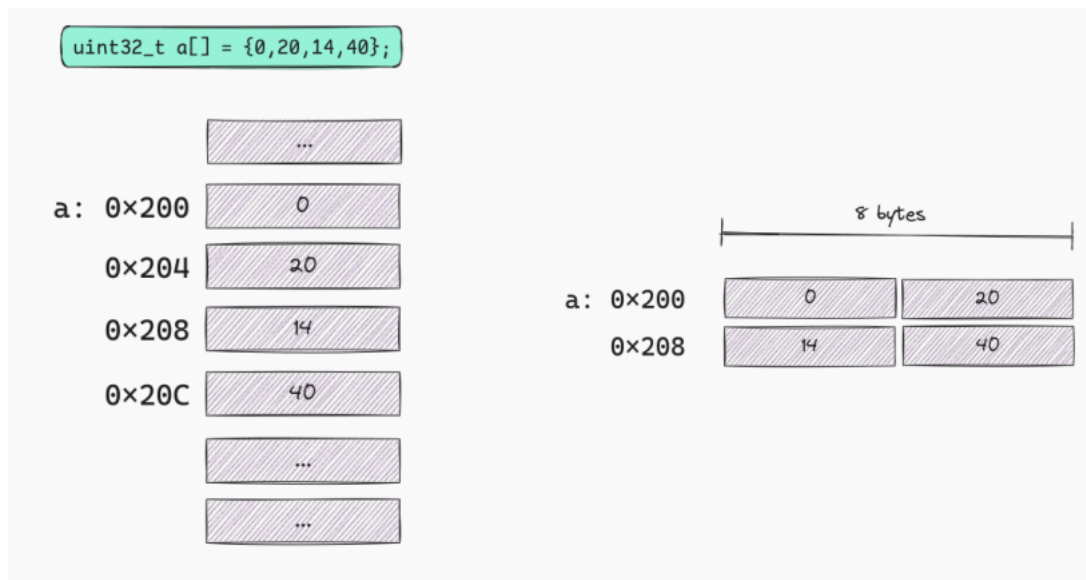 uint32_t a[] = {0,20,14,40};
...
a: 0×200 0
0×204 20
0×208 14
0×20C 40
...
...
8 bytes
a: 0×200 0 20
0×208 14 40